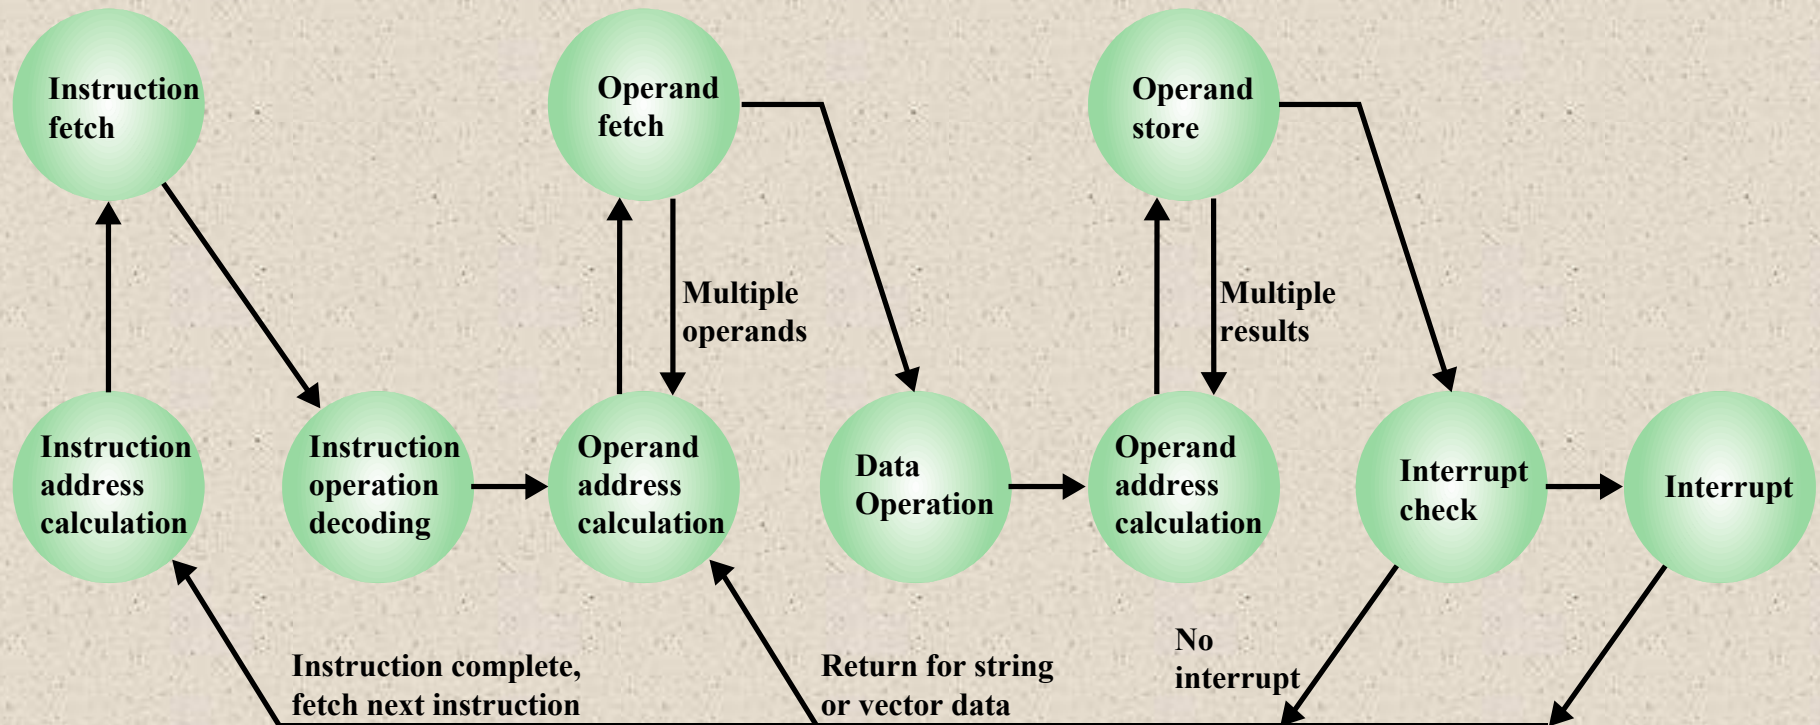 Instruction
fetch
Operand
fetch
Operand
store
Multiple
operands
Multiple
results
Instruction
address
calculation
Instruction
operation
decoding
Operand
address
calculation
Data
Operation
Operand
address
calculation
Interrupt
check
Interrupt
Instruction complete,
fetch next instruction
Return for string
or vector data
No
interrupt